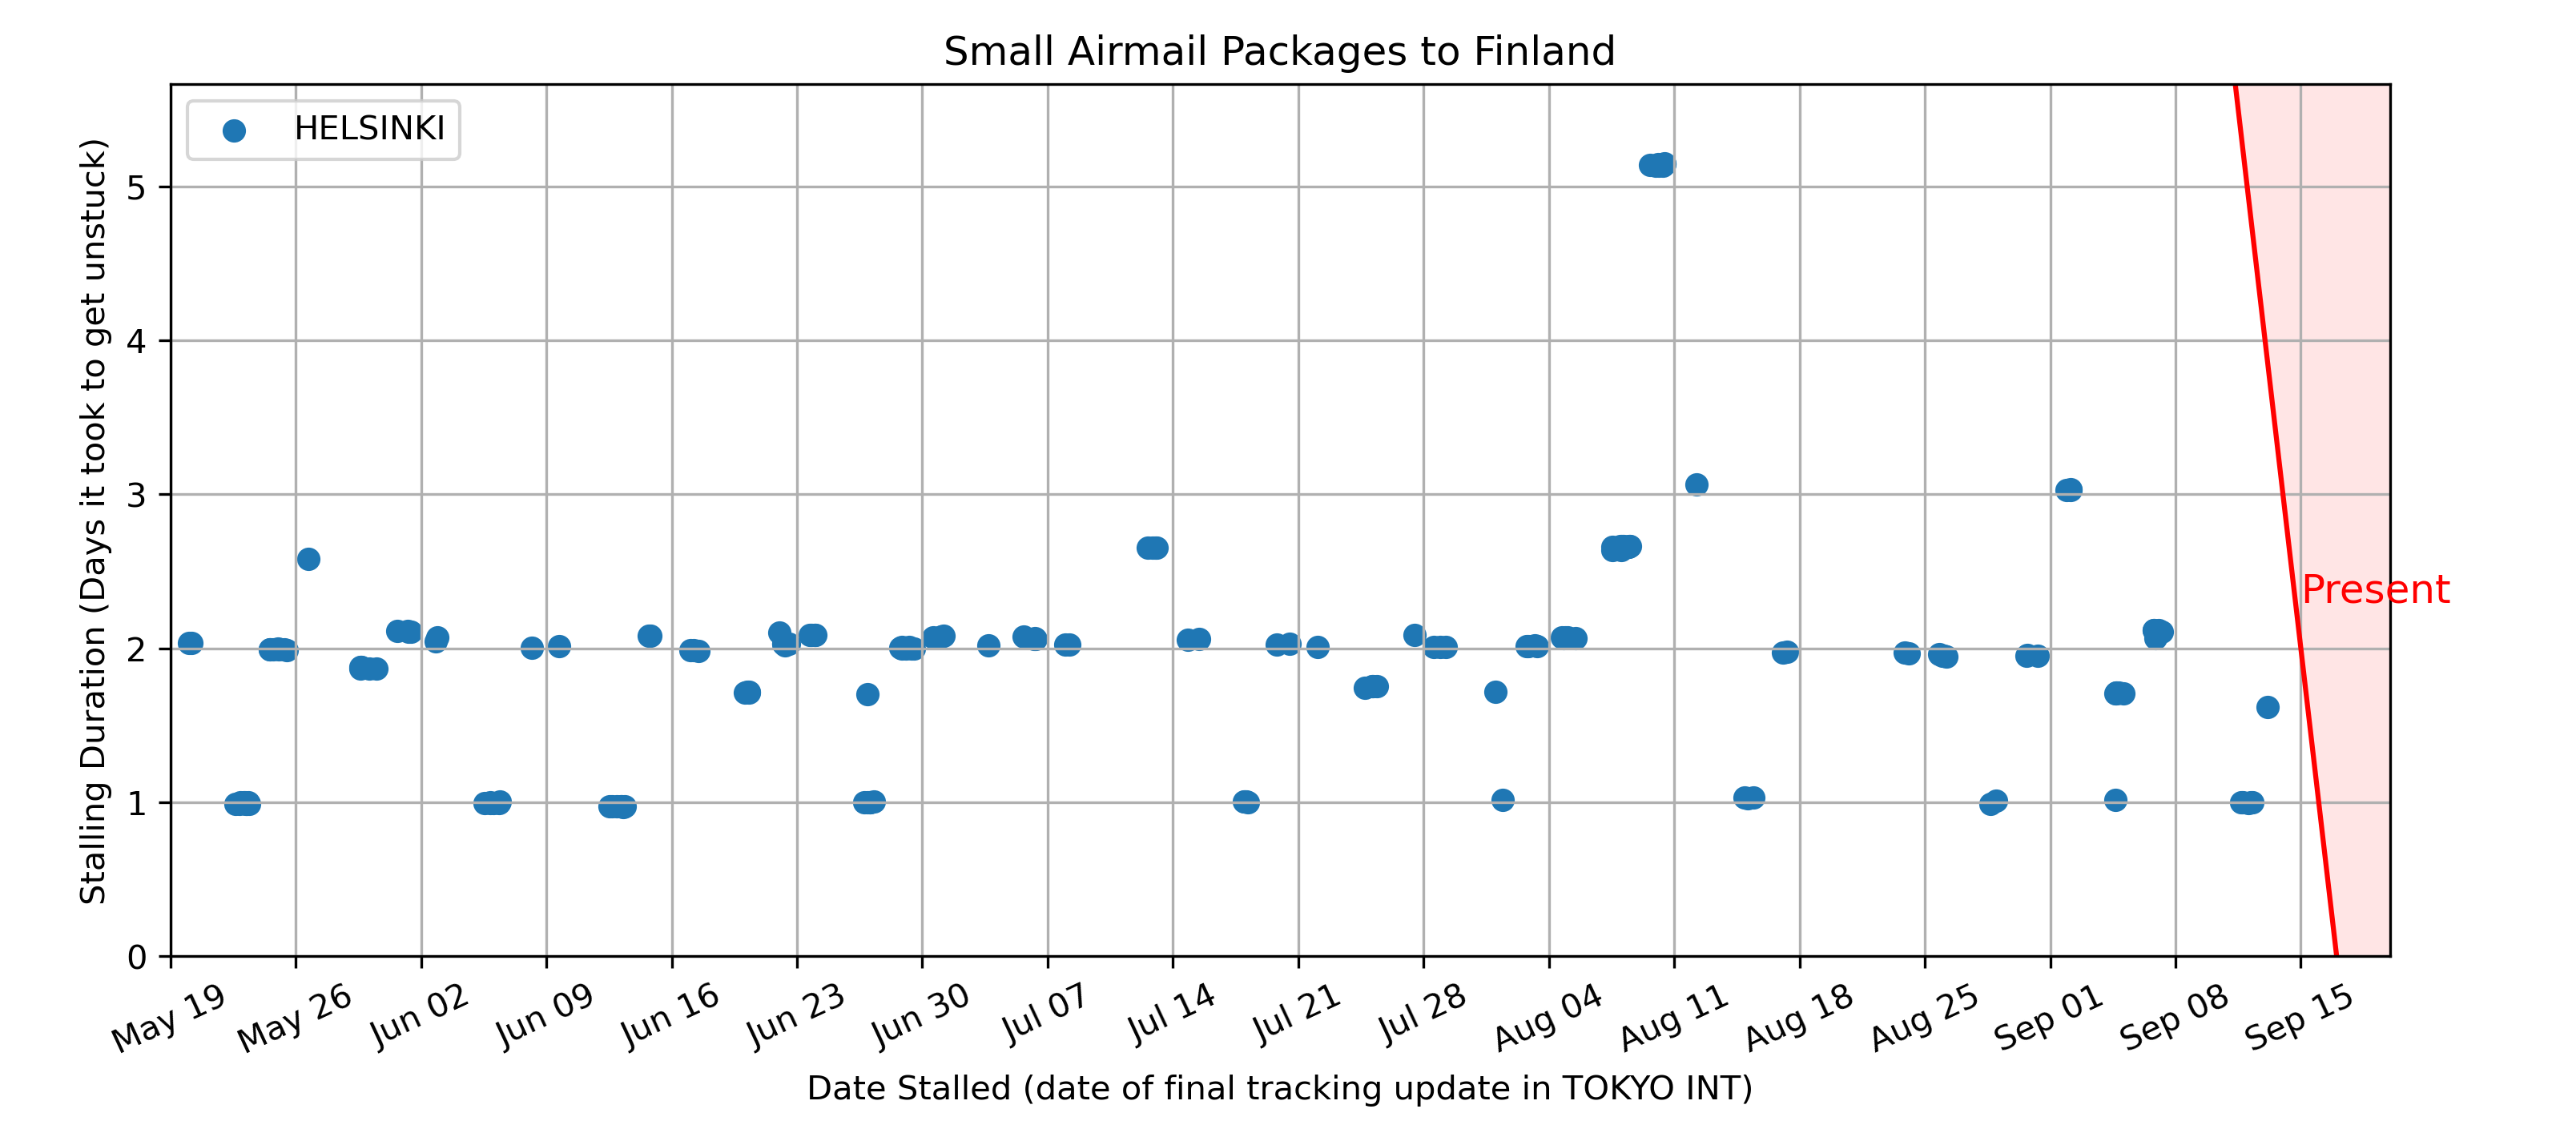 Small Airmail Packages to Finland
HELSINKI
Stalling Duration (Days it took to get unstuck)
5
4
3
2
1
0
Present
May 19
May 26
Jun 02
Jun 09
Jun 16
Jun 23
Jun 30
Jul 07
Jul 14
Jul 21
Jul 28
Aug 04
Aug 11
Aug 18
Aug 25
Sep 01
Sep 08
Sep 15
Date Stalled (date of final tracking update in TOKYO INT)